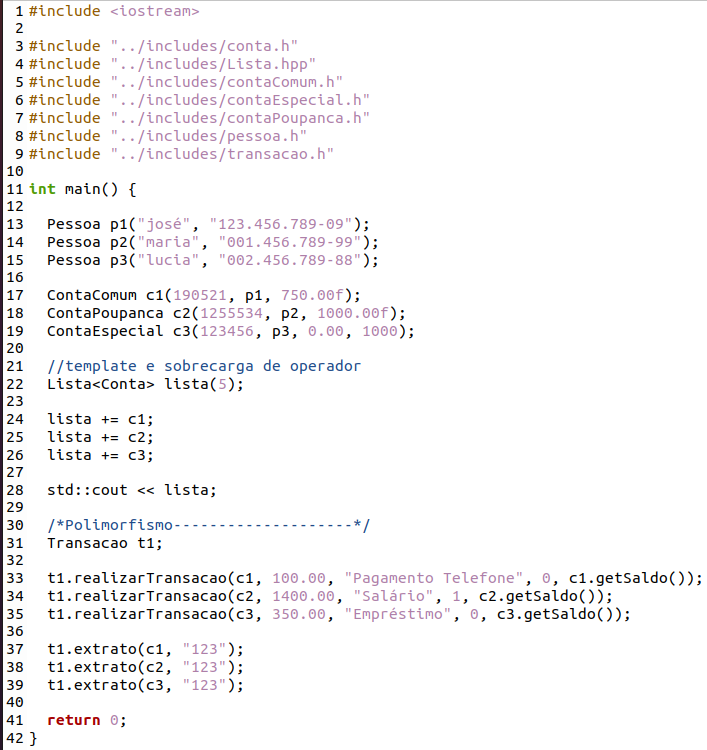 1 #include <iostream>
2
3 #include "../includes/conta.h"
4 #include "../includes/Lista.hpp"
5 #include "../includes/contaComum.h"
6 #include "../includes/contaEspecial.h"
7 #include "../includes/contaPoupanca.h"
8 #include "../includes/pessoa.h"
9 #include "../includes/transacao.h"
10
11 int main() {
12
13   Pessoa p1("josé", "123.456.789-09");
14   Pessoa p2("maria", "001.456.789-99");
15   Pessoa p3("lucia", "002.456.789-88");
16
17   ContaComum c1(190521, p1, 750.00f);
18   ContaPoupanca c2(1255534, p2, 1000.00f);
19   ContaEspecial c3(123456, p3, 0.00, 1000);
20
21   //template e sobrecarga de operador
22   Lista<Conta> lista(5);
23
24   lista += c1;
25   lista += c2;
26   lista += c3;
27
28   std::cout << lista;
29
30   /*Polimorfismo--------------------*/
31   Transacao t1;
32
33   t1.realizarTransacao(c1, 100.00, "Pagamento Telefone", 0, c1.getSaldo());
34   t1.realizarTransacao(c2, 1400.00, "Salário", 1, c2.getSaldo());
35   t1.realizarTransacao(c3, 350.00, "Empréstimo", 0, c3.getSaldo());
36
37   t1.extrato(c1, "123");
38   t1.extrato(c2, "123");
39   t1.extrato(c3, "123");
40
41   return 0;
42 }